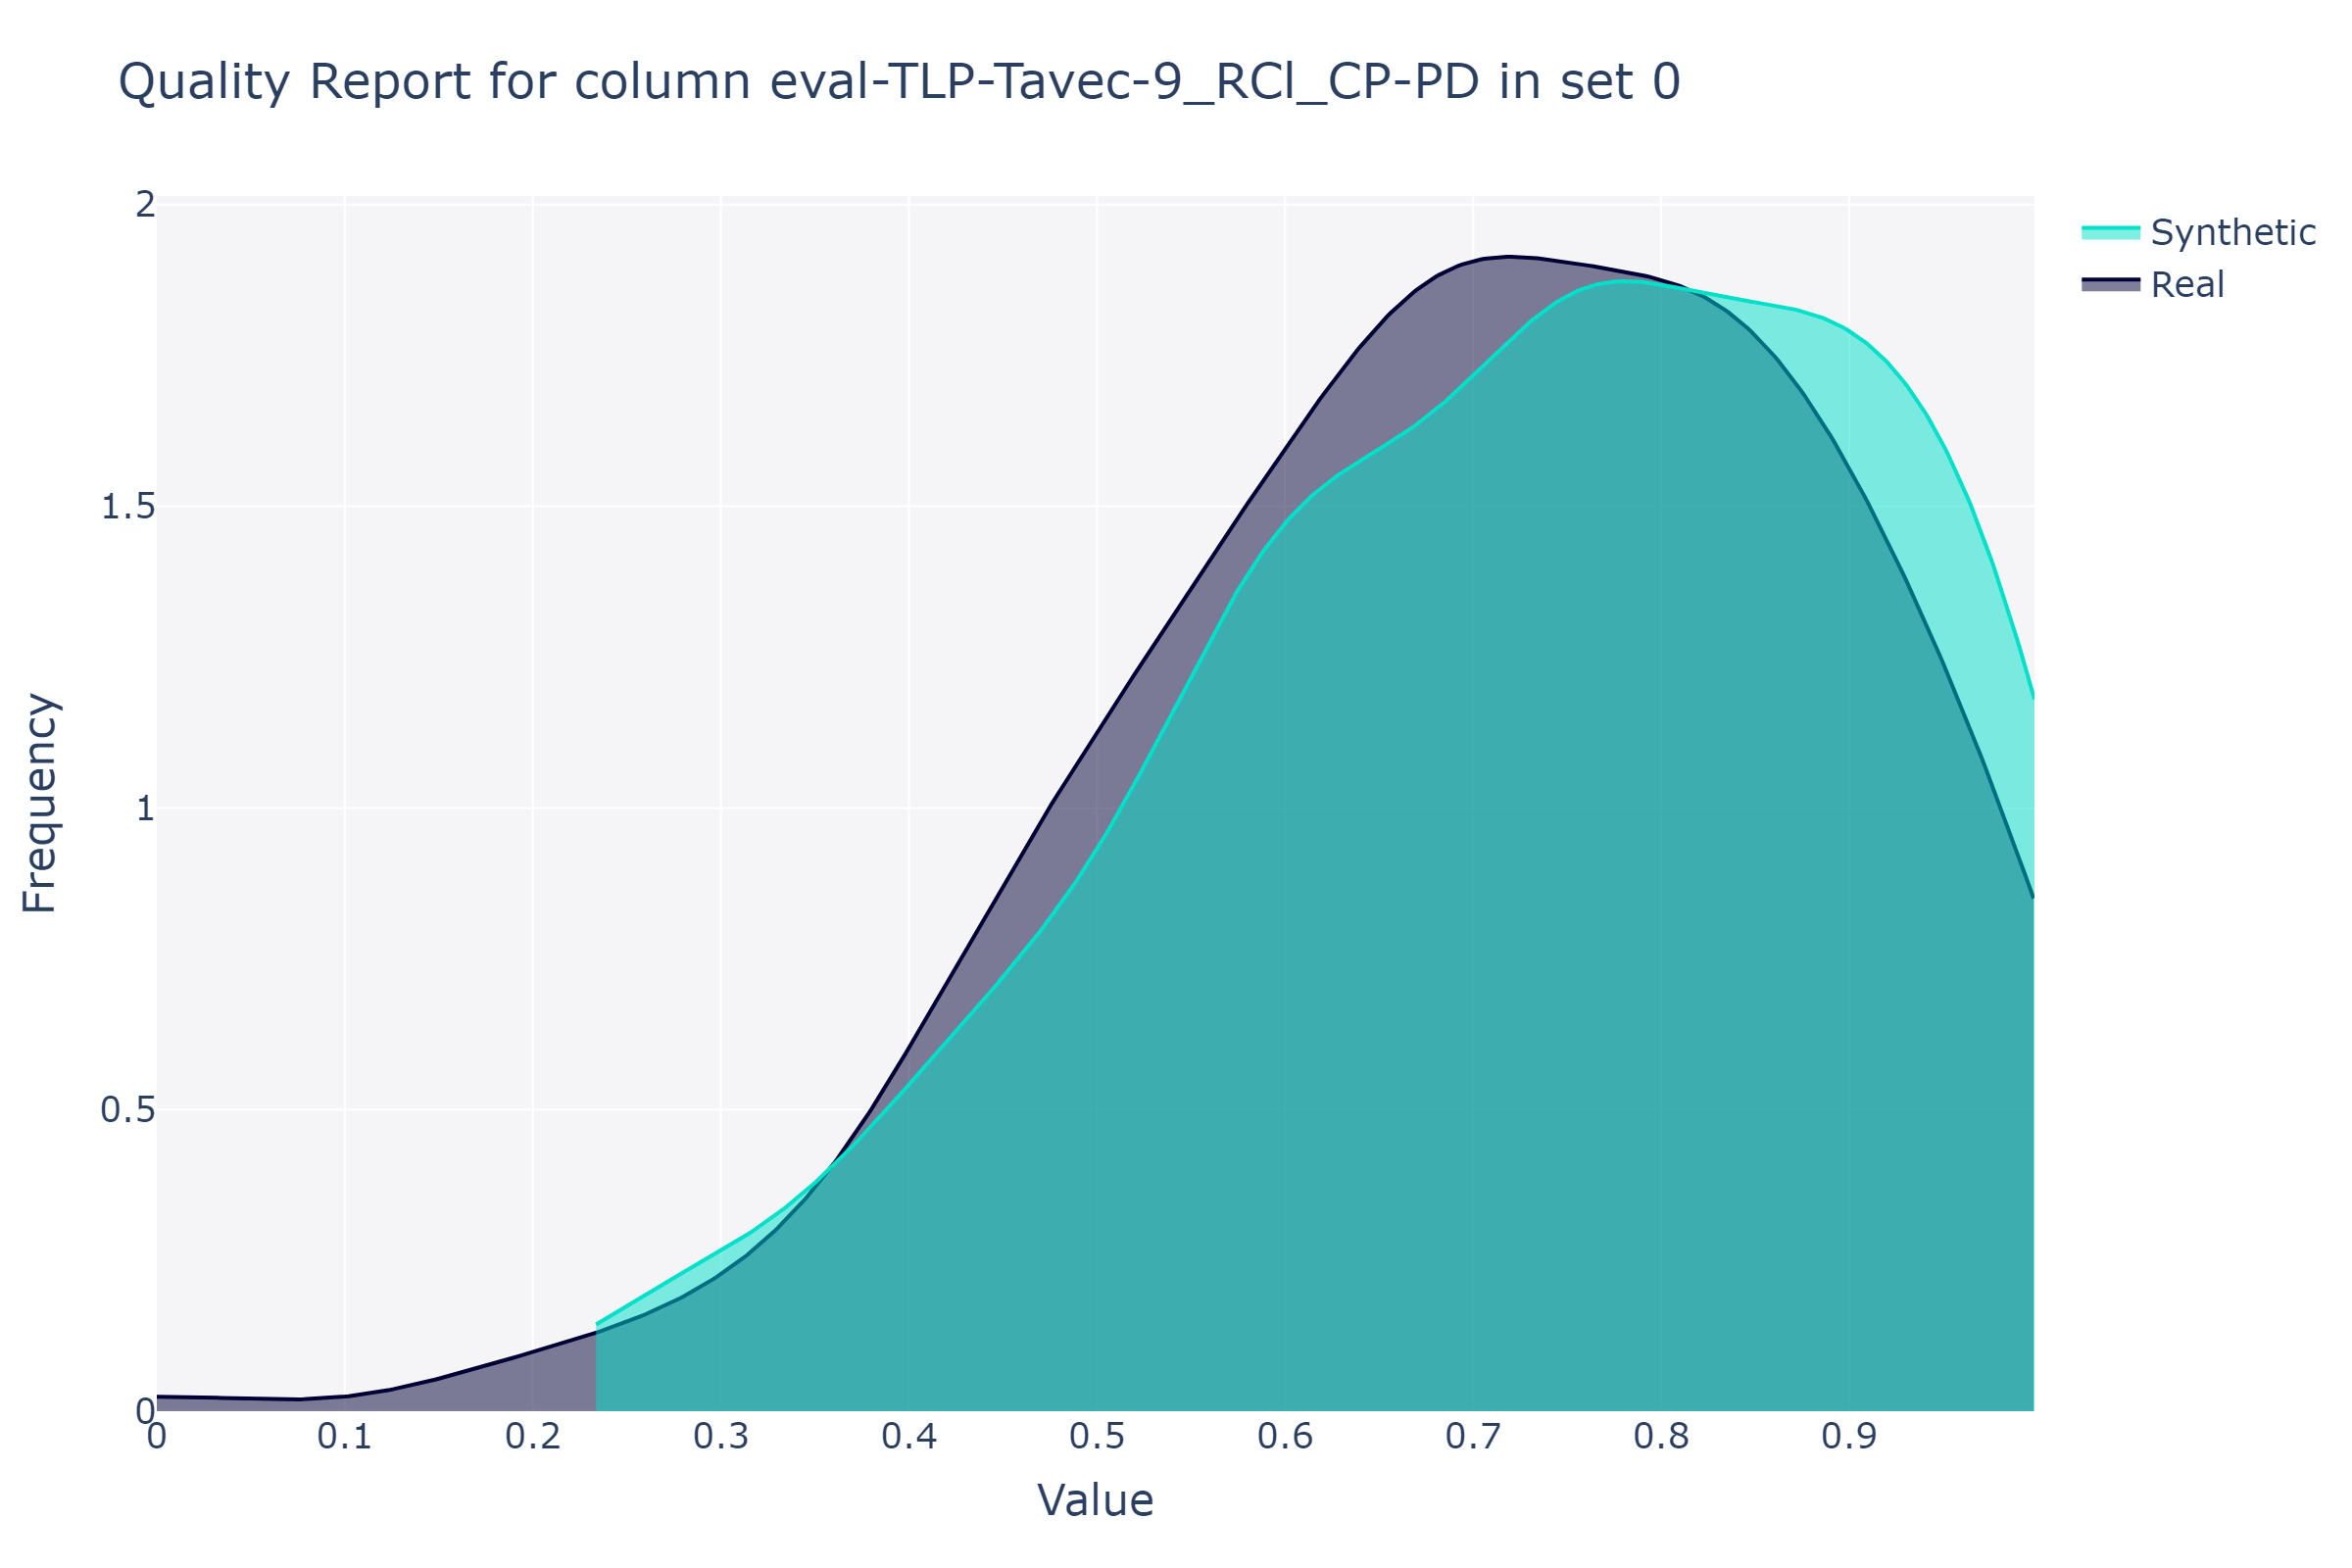 Quality Report for column eval-TLP-Tavec-9_RCl_CP-PD in set 0
Synthetic
Real
Frequency
2
1.5
1
0.5
0
0 0.1 0.2 0.3 0.4 0.5 0.6 0.7 0.8 0.9
Value